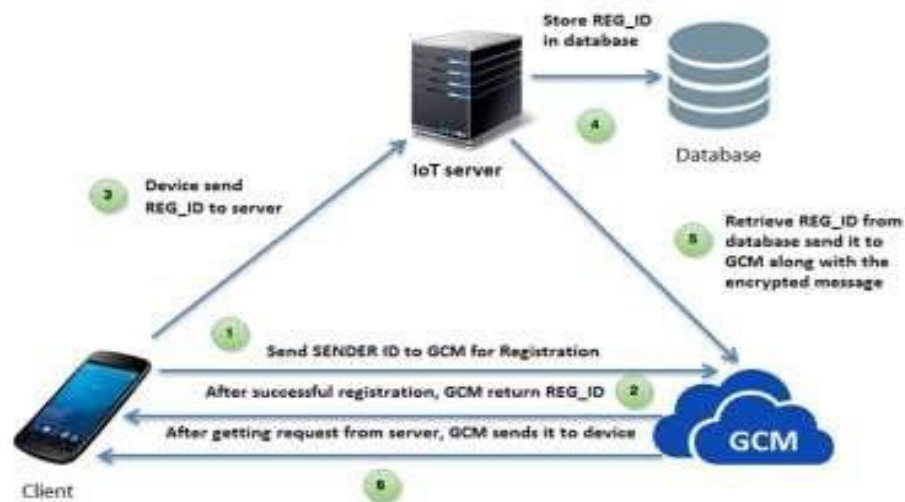 Store REG_ID
in database
4
Database
IoT server
3
Device send
REG_ID to server
5
Retrieve REG_ID from
database send it to
GCM along with the
encrypted message
1
Send SENDER ID to GCM for Registration
After successful registration, GCM return REG_ID
2
After getting request from server, GCM sends it to device
GCM
6
Client